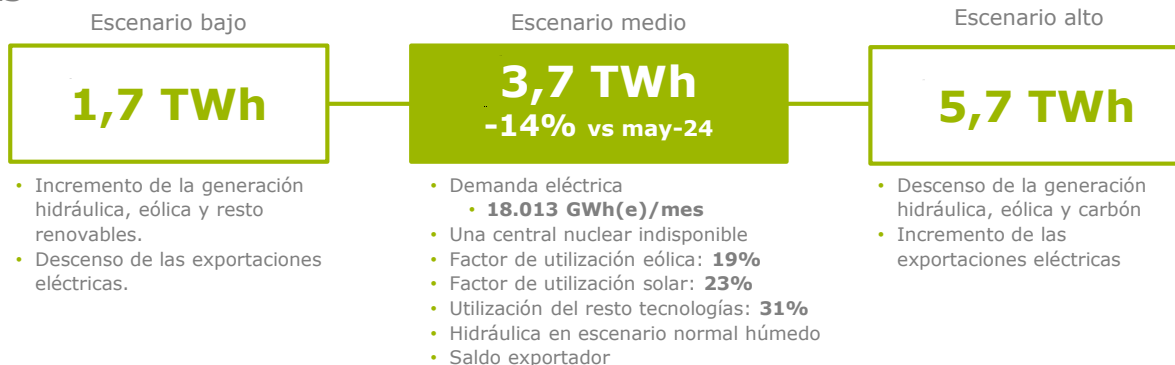 Escenario bajo
1,7 TWh
• Incremento de la generación
hidráulica, eólica y resto
renovables.
• Descenso de las exportaciones
eléctricas.
Escenario medio
3,7 TWh
-14% vs may-24
• Demanda eléctrica
• 18.013 GWh(e)/mes
• Una central nuclear indisponible
• Factor de utilización eólica: 19%
• Factor de utilización solar: 23%
• Utilización del resto tecnologías: 31%
• Hidráulica en escenario normal húmedo
• Saldo exportador
Escenario alto
5,7 TWh
• Descenso de la generación
hidráulica, eólica y carbón
• Incremento de las
exportaciones eléctricas